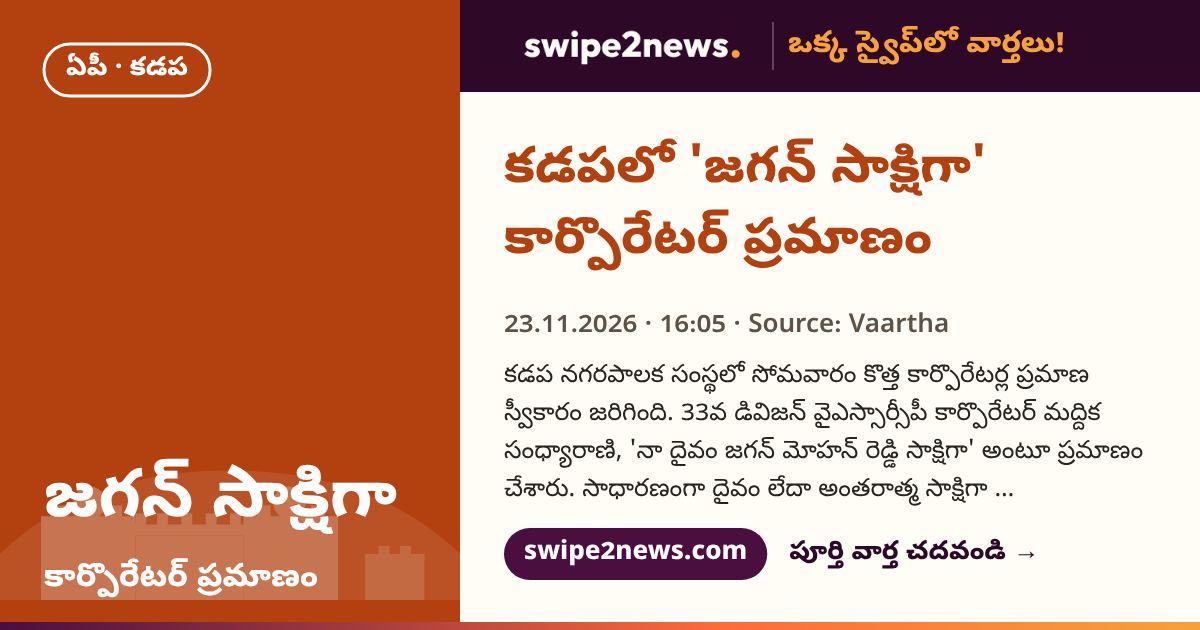 ఏపీ · కడప
జగన్ సాక్షిగా
కార్పొరేటర్ ప్రమాణం
swipe2news.
ఒక్క స్వైప్‌లో వార్తలు!
కడపలో 'జగన్ సాక్షిగా'
కార్పొరేటర్ ప్రమాణం
23.11.2026 · 16:05 · Source: Vaartha
కడప నగరపాలక సంస్థలో సోమవారం కొత్త కార్పొరేటర్ల ప్రమాణ
స్వీకారం జరిగింది. 33వ డివిజన్ వైఎస్సార్సీపీ కార్పొరేటర్ మద్దిక
సంధ్యారాణి, 'నా దైవం జగన్ మోహన్ రెడ్డి సాక్షిగా' అంటూ ప్రమాణం
చేశారు. సాధారణంగా దైవం లేదా అంతరాత్మ సాక్షిగా ...
swipe2news.com
పూర్తి వార్త చదవండి →